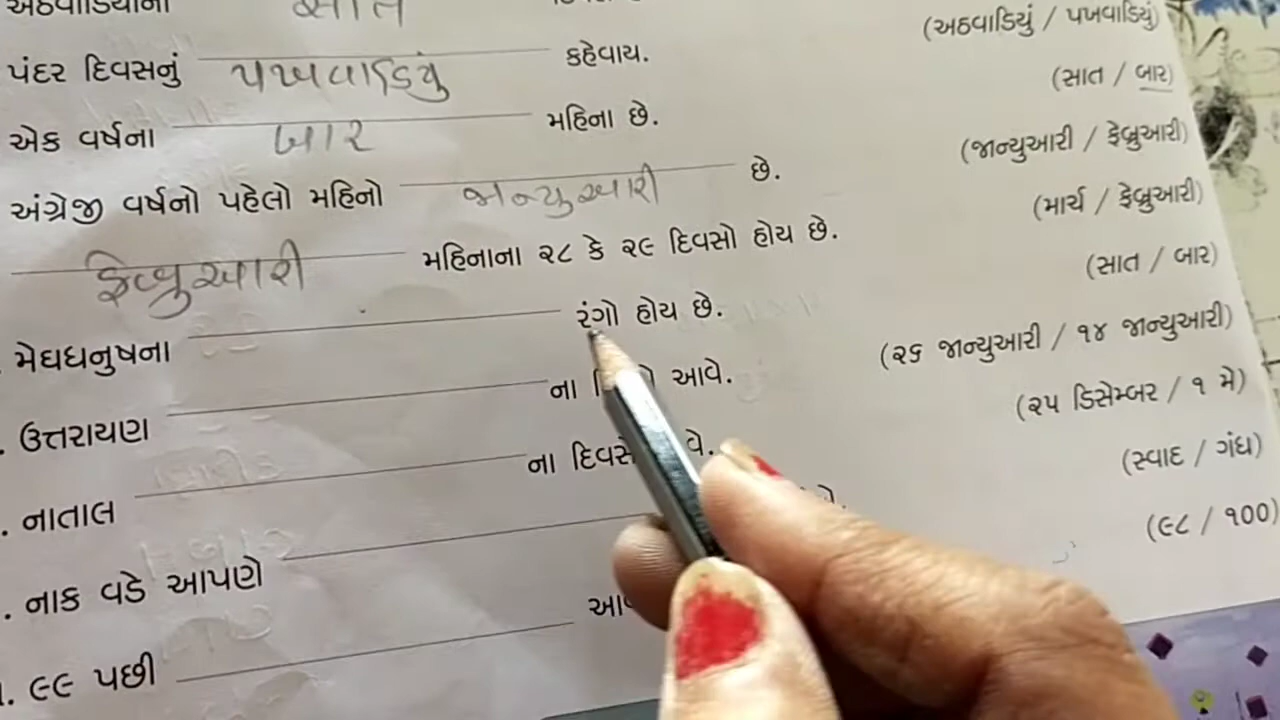 અઠવાડિયાના સાત
પંદર દિવસનું પખવાડિયું કહેવાય. (અઠવાડિયું / પખવાડિયું)
એક વર્ષના બાર મહિના છે. (સાત / બાર)
અંગ્રેજી વર્ષનો પહેલો મહિનો જાન્યુઆરી છે. (જાન્યુઆરી / ફેબ્રુઆરી)
ફેબ્રુઆરી મહિનાના ૨૮ કે ૨૯ દિવસો હોય છે. (માર્ચ / ફેબ્રુઆરી)
મેઘધનુષના રંગો હોય છે. (સાત / બાર)
ઉત્તરાયણ ના આવે. (૨૬ જાન્યુઆરી / ૧૪ જાન્યુઆરી)
નાતાલ ના દિવસે (૨૫ ડિસેમ્બર / ૧ મે)
નાક વડે આપણે (સ્વાદ / ગંધ)
૯૯ પછી (૯૮ / ૧૦૦)